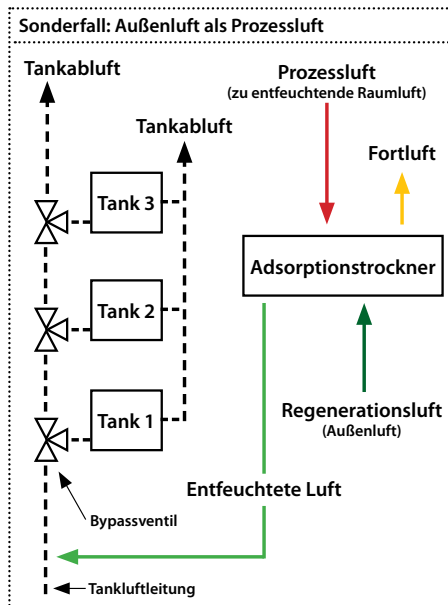 Sonderfall: Außenluft als Prozessluft
Tankabluft
Prozessluft
(zu entfeuchtende Raumluft)
Tankabluft
Fortluft
Tank 3
Adsorptionstrockner
Tank 2
Tank 1
Regenerationsluft
(Außenluft)
Entfeuchtete Luft
Bypassventil
Tankluftleitung